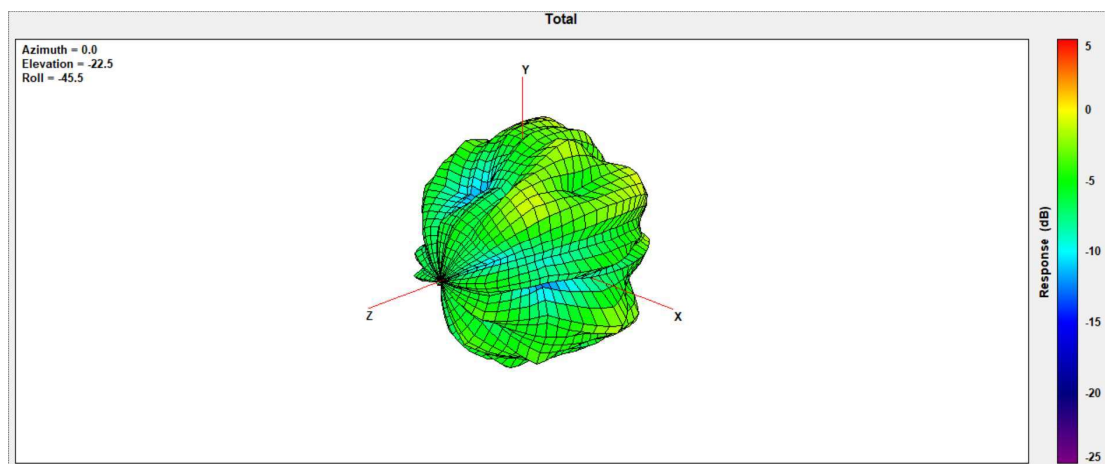 Total
Azimuth = 0.0
Elevation = -22.5
Roll = -45.5
Y
Z
X
5
0
-5
-10
-15
-20
-25
Response (dB)